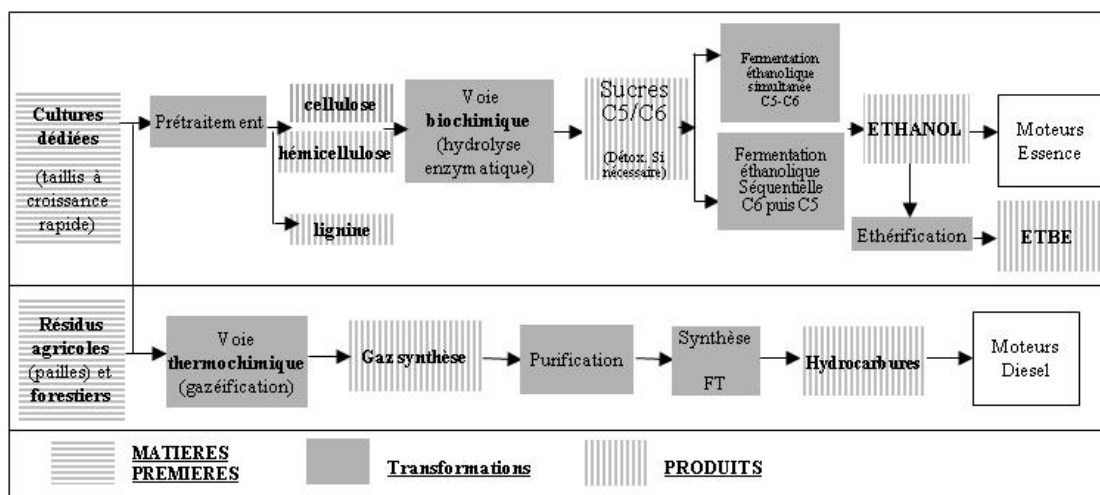 Cultures
dédiées
(taillis à
croissance
rapide)
Prétraitement
cellulose
hémicellulose
lignine
Voie
biochimique
(hydrolyse
enzymatique)
Sucres
C5/C6
(Détox. Si
nécessaire)
Fermentation
éthanolique
simultanée
C5-C6
Fermentation
éthanolique
Séquentielle
C6 puis C5
ETHANOL
Moteurs
Essence
Ethérification
ETBE
Résidus
agricoles
(pailles) et
forestiers
Voie
thermochimique
(gazéification)
Gaz synthèse
Purification
Synthèse
FT
Hydrocarbures
Moteurs
Diesel
MATIERES
PREMIERES
Transformations
PRODUITS